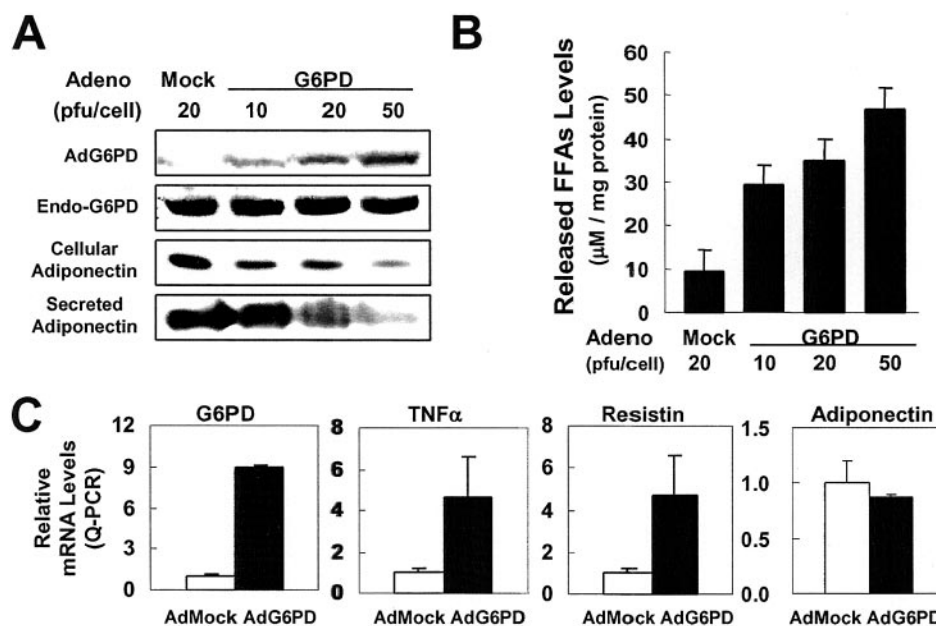 A
Adeno Mock G6PD
(pfu/cell) 20 10 20 50
AdG6PD
Endo-G6PD
Cellular
Adiponectin
Secreted
Adiponectin
B
Released FFAs Levels
(μM / mg protein)
60
50
40
30
20
10
0
Adeno Mock G6PD
(pfu/cell) 20 10 20 50
C
Relative
mRNA Levels
(Q-PCR)
G6PD
12
9
6
3
0
AdMock AdG6PD
TNFα
8
6
4
2
0
AdMock AdG6PD
Resistin
8
6
4
2
0
AdMock AdG6PD
Adiponectin
1.5
1.0
0.5
0.0
AdMock AdG6PD